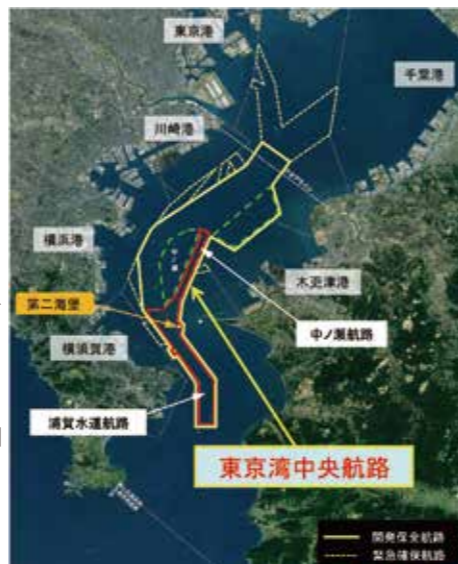 東京港
千葉港
川崎港
横浜港
木更津港
第二海堡
中ノ瀬航路
横須賀港
浦賀水道航路
東京湾中央航路
開発保全航路
緊急確保航路